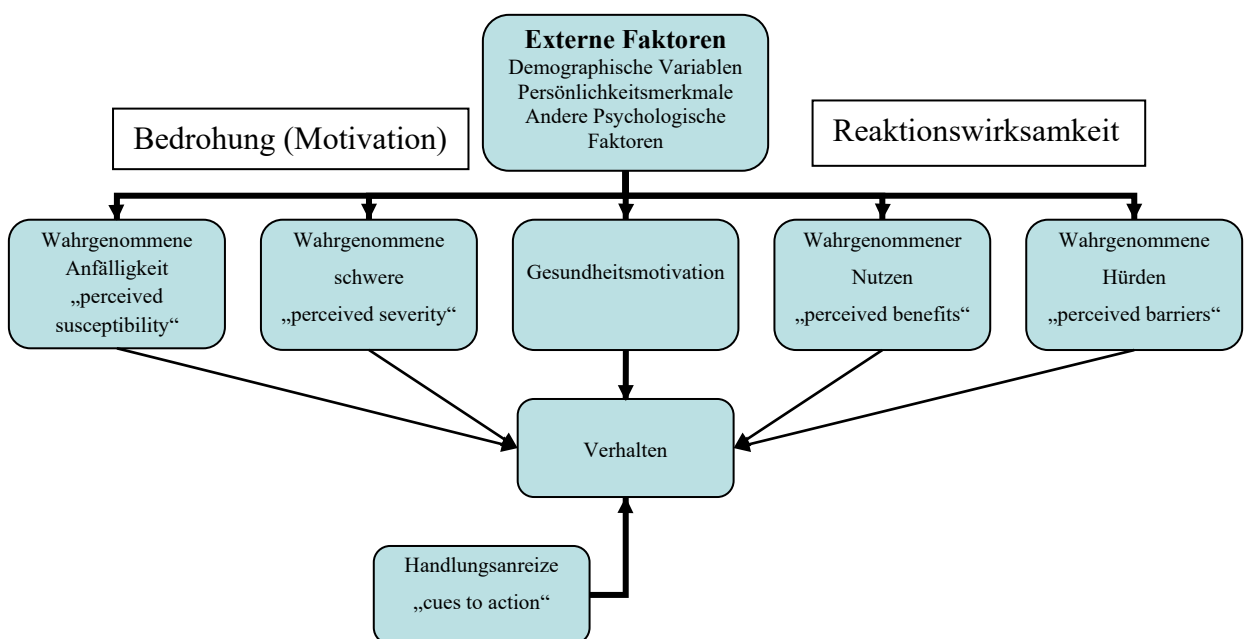 Externe Faktoren
Demographische Variablen
Persönlichkeitsmerkmale
Andere Psychologische
Faktoren
Bedrohung (Motivation)
Reaktionswirksamkeit
Wahrgenommene
Anfälligkeit
„perceived
susceptibility“
Wahrgenommene
schwere
„perceived severity“
Gesundheitsmotivation
Wahrgenommener
Nutzen
„perceived benefits“
Wahrgenommene
Hürden
„perceived barriers“
Verhalten
Handlungsanreize
„cues to action“